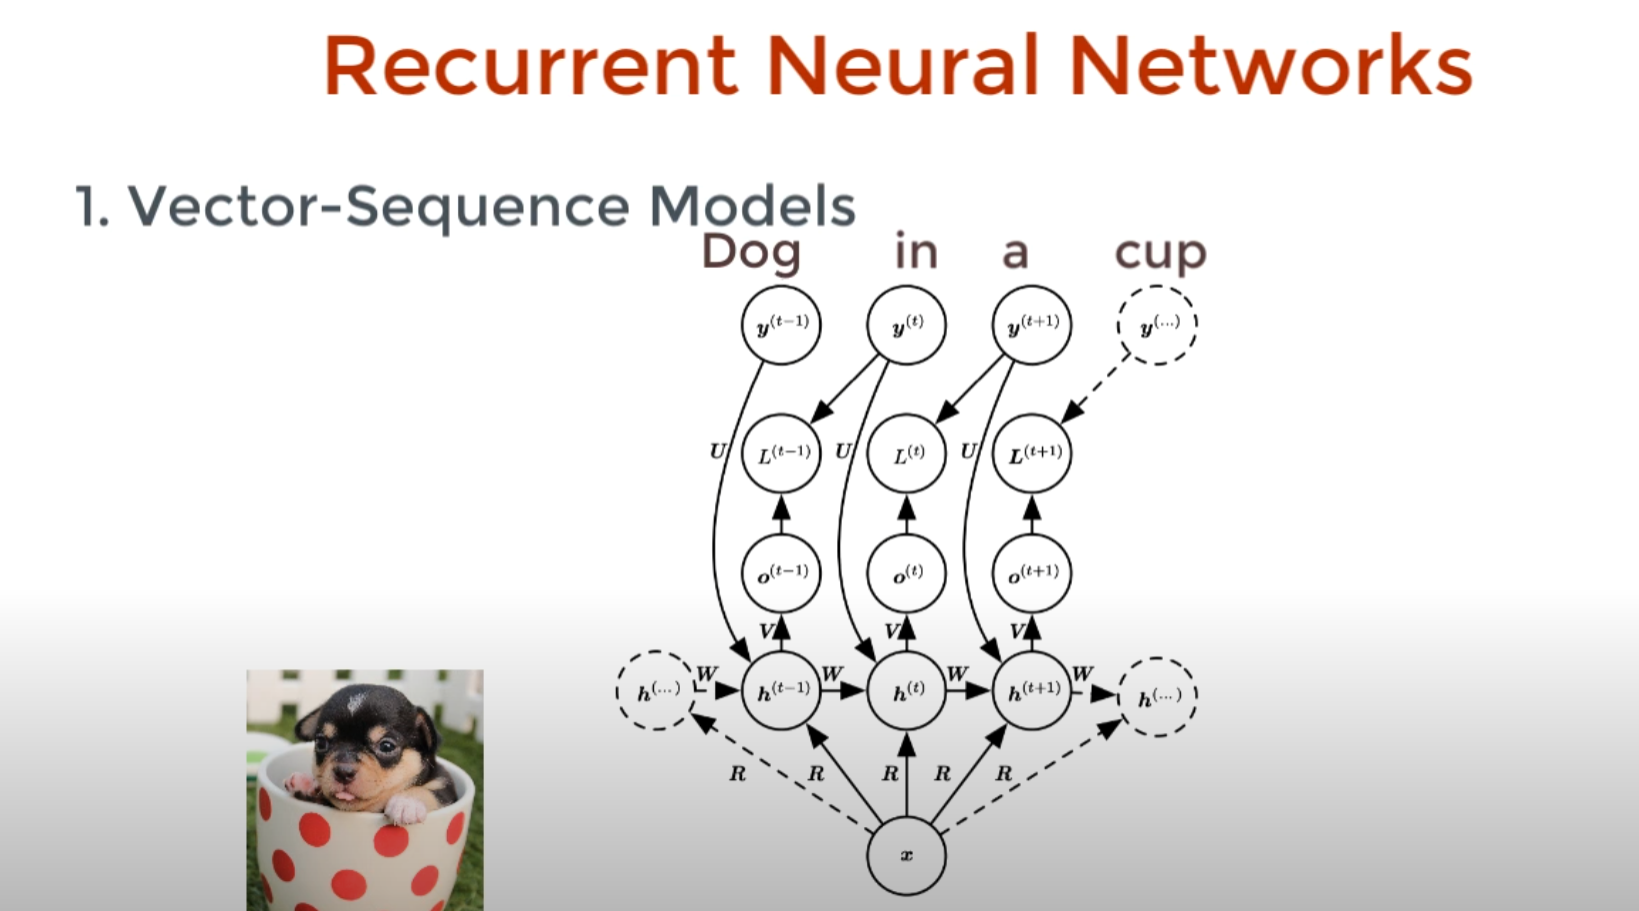 Recurrent Neural Networks
1. Vector-Sequence Models
Dog in a cup
y(t−1) y(t) y(t+1) y(...)
U L(t−1) U L(t) U L(t+1)
o(t−1) o(t) o(t+1)
V V V
h(...) W h(t−1) W h(t) W h(t+1) W h(...)
R R R R R
x